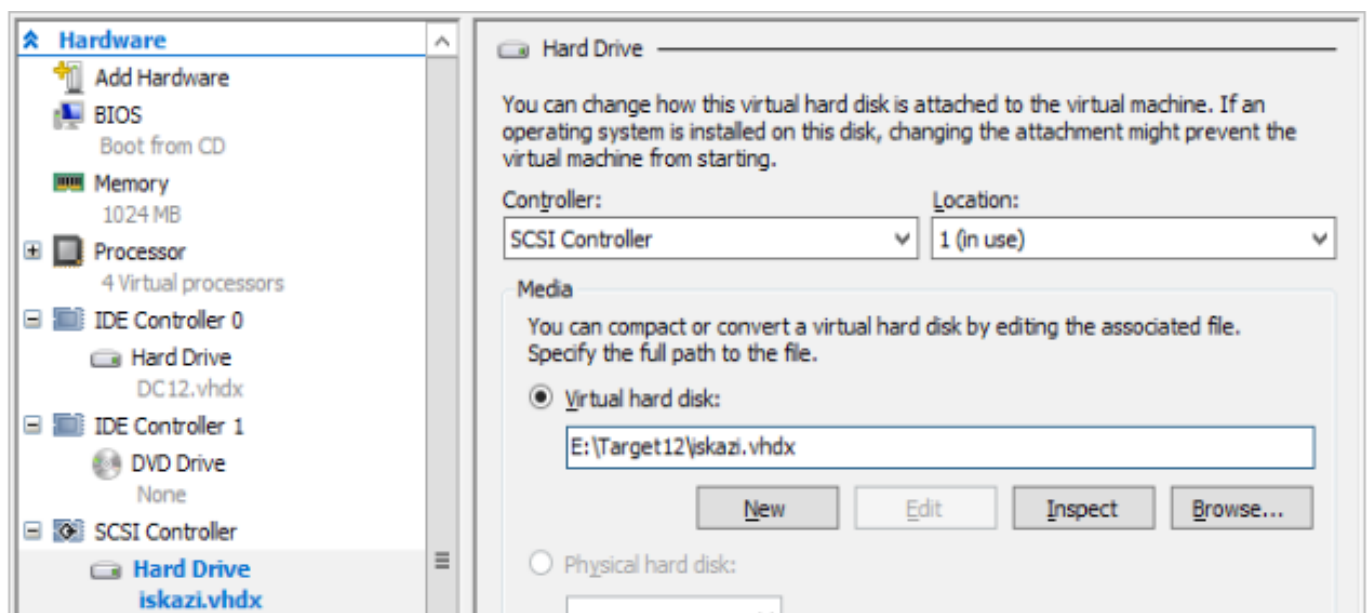 Hardware
Add Hardware
BIOS
Boot from CD
Memory
1024 MB
Processor
4 Virtual processors
IDE Controller 0
Hard Drive
DC12.vhdx
IDE Controller 1
DVD Drive
None
SCSI Controller
Hard Drive
iskazi.vhdx
Hard Drive
You can change how this virtual hard disk is attached to the virtual machine. If an
operating system is installed on this disk, changing the attachment might prevent the
virtual machine from starting.
Controller: Location:
SCSI Controller 1 (in use)
Media
You can compact or convert a virtual hard disk by editing the associated file.
Specify the full path to the file.
Virtual hard disk:
E:\Target12\iskazi.vhdx
New Edit Inspect Browse...
Physical hard disk: